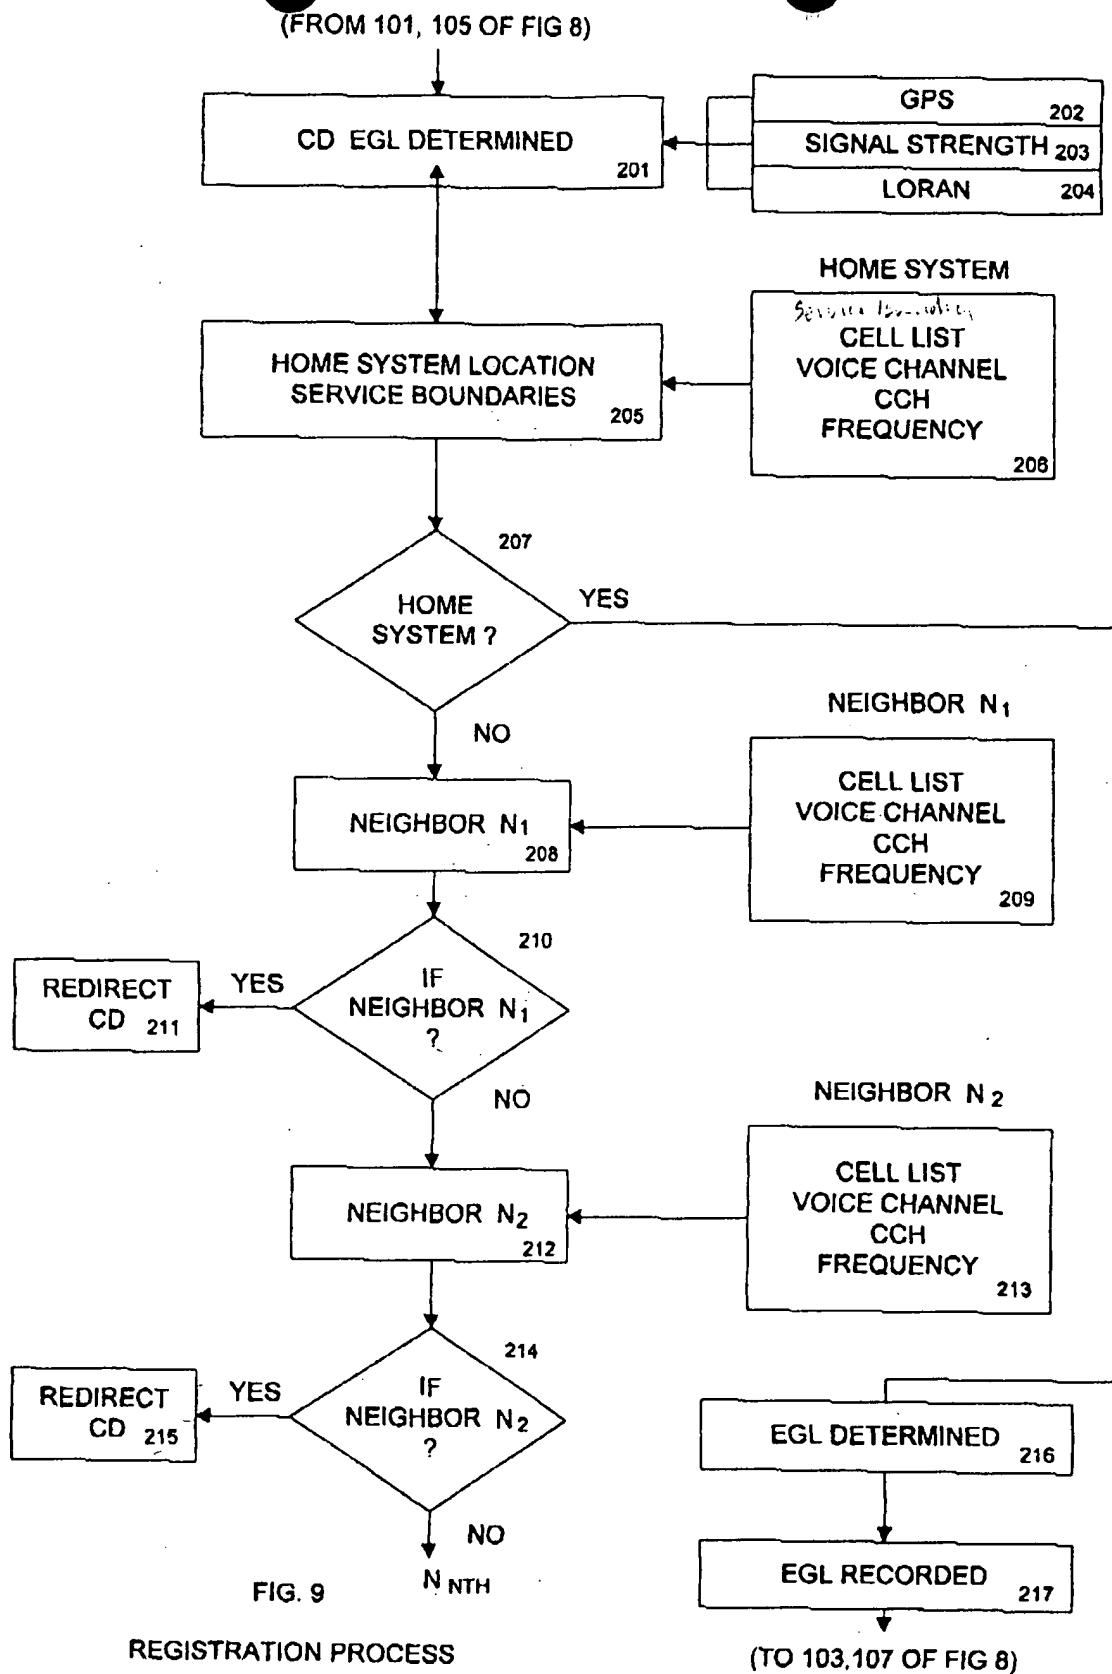 (FROM 101, 105 OF FIG 8)
CD EGL DETERMINED
201
GPS 202
SIGNAL STRENGTH 203
LORAN 204
HOME SYSTEM
HOME SYSTEM LOCATION
SERVICE BOUNDARIES
205
Service
CELL LIST
VOICE CHANNEL
CCH
FREQUENCY
206
207
HOME
SYSTEM ?
YES
NO
NEIGHBOR N1
NEIGHBOR N1
208
CELL LIST
VOICE CHANNEL
CCH
FREQUENCY
209
210
IF
NEIGHBOR N1
?
YES
REDIRECT
CD 211
NO
NEIGHBOR N2
NEIGHBOR N2
212
CELL LIST
VOICE CHANNEL
CCH
FREQUENCY
213
214
IF
NEIGHBOR N2
?
YES
REDIRECT
CD 215
NO
N NTH
EGL DETERMINED 216
EGL RECORDED
217
(TO 103,107 OF FIG 8)
FIG. 9
REGISTRATION PROCESS